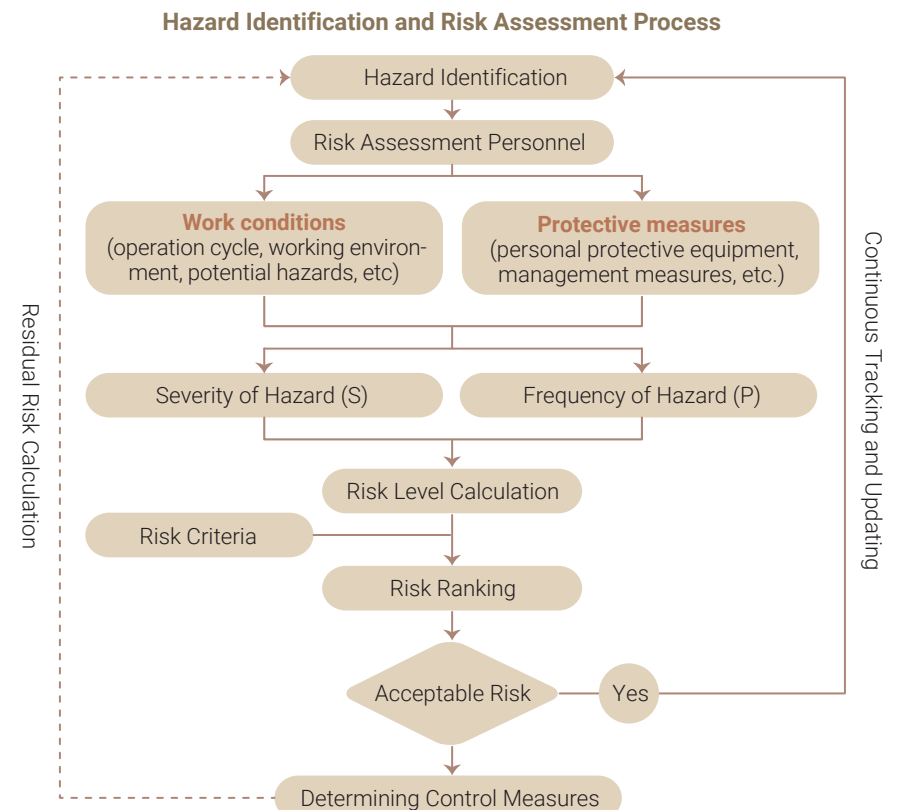 Hazard Identification and Risk Assessment Process
Hazard Identification
Risk Assessment Personnel
Work conditions
(operation cycle, working environ-
ment, potential hazards, etc)
Protective measures
(personal protective equipment,
management measures, etc.)
Severity of Hazard (S)
Frequency of Hazard (P)
Risk Level Calculation
Risk Criteria
Risk Ranking
Acceptable Risk
Yes
Determining Control Measures
Residual Risk Calculation
Continuous Tracking and Updating